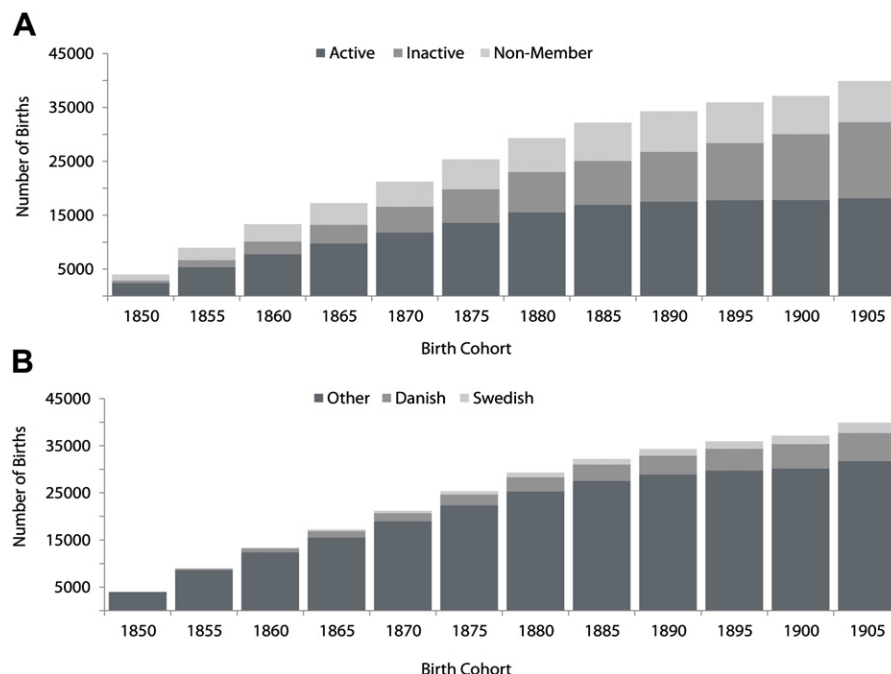 A
Active Inactive Non-Member
45000
35000
25000
15000
5000
Number of Births
1850 1855 1860 1865 1870 1875 1880 1885 1890 1895 1900 1905
Birth Cohort
B
Other Danish Swedish
45000
35000
25000
15000
5000
Number of Births
1850 1855 1860 1865 1870 1875 1880 1885 1890 1895 1900 1905
Birth Cohort